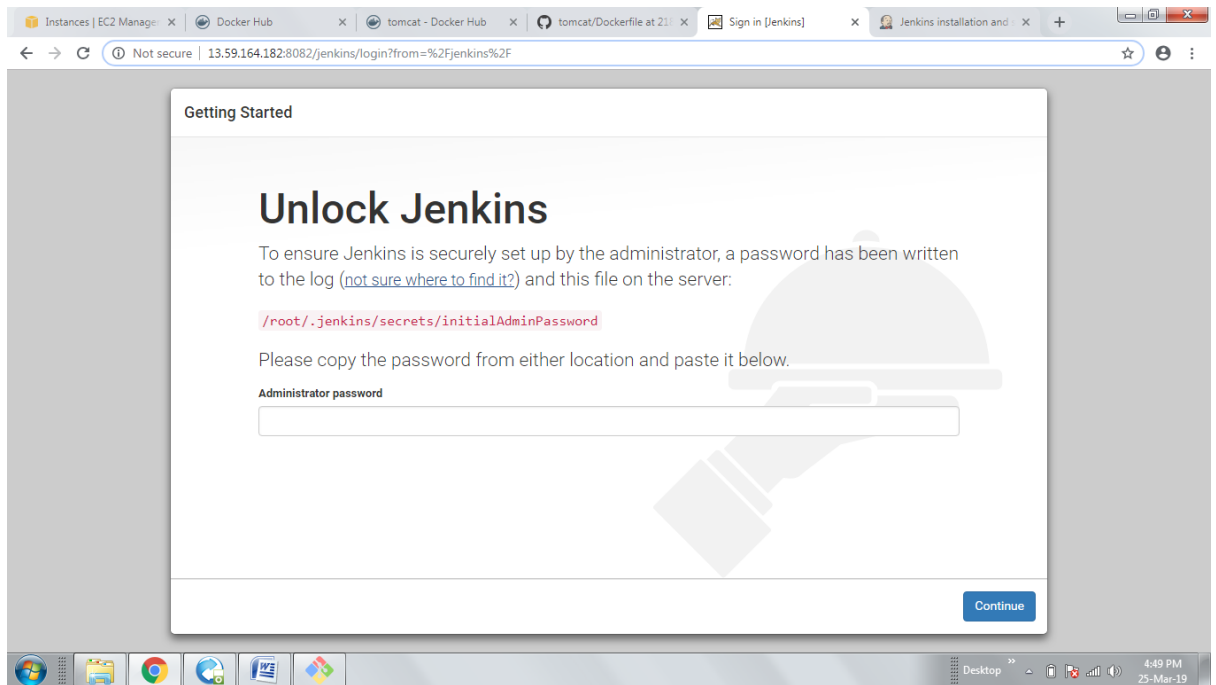 Instances | EC2 Manager
Docker Hub
tomcat - Docker Hub
tomcat/Dockerfile at 21
Sign in [Jenkins]
Jenkins installation and
Not secure | 13.59.164.182:8082/jenkins/login?from=%2Fjenkins%2F
Getting Started
Unlock Jenkins
To ensure Jenkins is securely set up by the administrator, a password has been written
to the log (not sure where to find it?) and this file on the server:
/root/.jenkins/secrets/initialAdminPassword
Please copy the password from either location and paste it below.
Administrator password
Continue
Desktop
4:49 PM
25-Mar-19